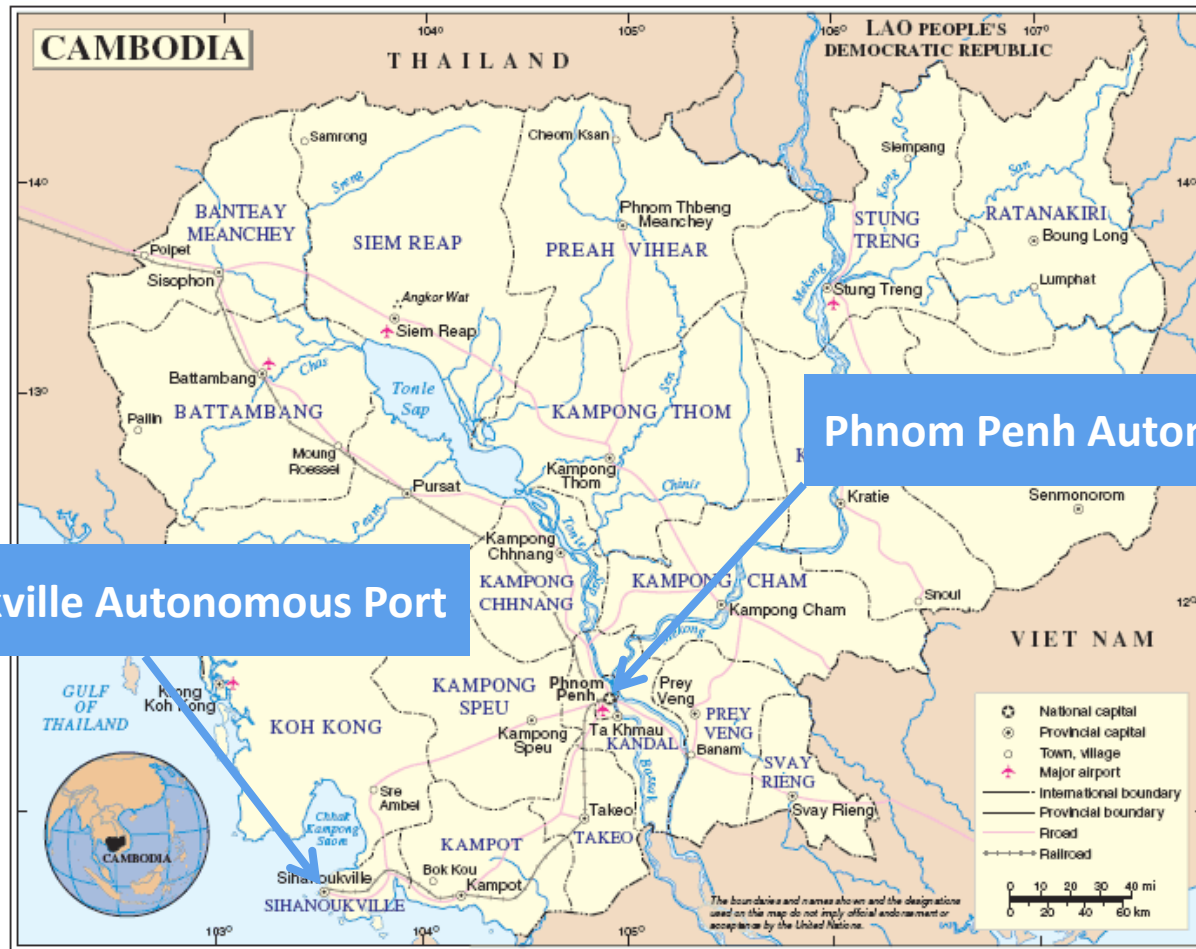 CAMBODIA
104°
105°
106°
107°
LAO PEOPLE'S
DEMOCRATIC REPUBLIC
THAILAND
Samrong
Cheom Ksan
Siempang
San
Kong
Sreng
14°
14°
BANTEAY
MEANCHEY
SIEM REAP
PREAH VIHEAR
Phnom Thbeng
Meanchey
STUNG
TRENG
RATANAKIRI
Boung Long
Poipet
Sisophon
Mekong
Stung Treng
Lumphat
Angkor Wat
Siem Reap
Battambang
Chas
13°
Tonle
Sap
Sen
Pailin
BATTAMBANG
KAMPONG THOM
Phnom Penh Auton
Moung
Roessel
Kampong
Thom
Chinit
K
Pursat
Kratie
Senmonorom
Peam
Tonle
Kampong
Chhnang
KAMPONG
CHHNANG
KAMPONG CHAM
Kampong Cham
Snoul
12°
kville Autonomous Port
Mekong
VIET NAM
GULF
OF
THAILAND
Krong
Koh Kong
KOH KONG
KAMPONG
SPEU
Kampong
Speu
Phnom
Penh
Prey
Veng
Ta Khmau
KANDAL
PREY
VENG
Banam
SVAY
RIENG
Svay Rieng
Bassak
National capital
Provincial capital
Town, village
Major airport
International boundary
Provincial boundary
Rroad
Railroad
0 10 20 30 40 mi
0 20 40 60 km
Sre
Ambel
Chhak
Kampong
Saom
Takeo
TAKEO
KAMPOT
Bok Kou
Kampot
Sihanoukville
SIHANOUKVILLE
CAMBODIA
103°
104°
105°
The boundaries and names shown and the designations
used on this map do not imply official endorsement or
acceptance by the United Nations.